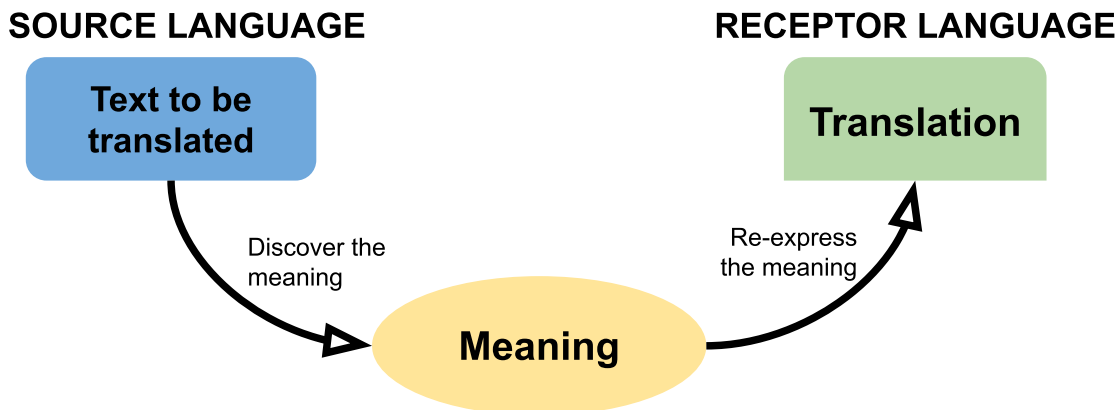 SOURCE LANGUAGE
RECEPTOR LANGUAGE
Text to be
translated
Translation
Discover the
meaning
Re-express
the meaning
Meaning